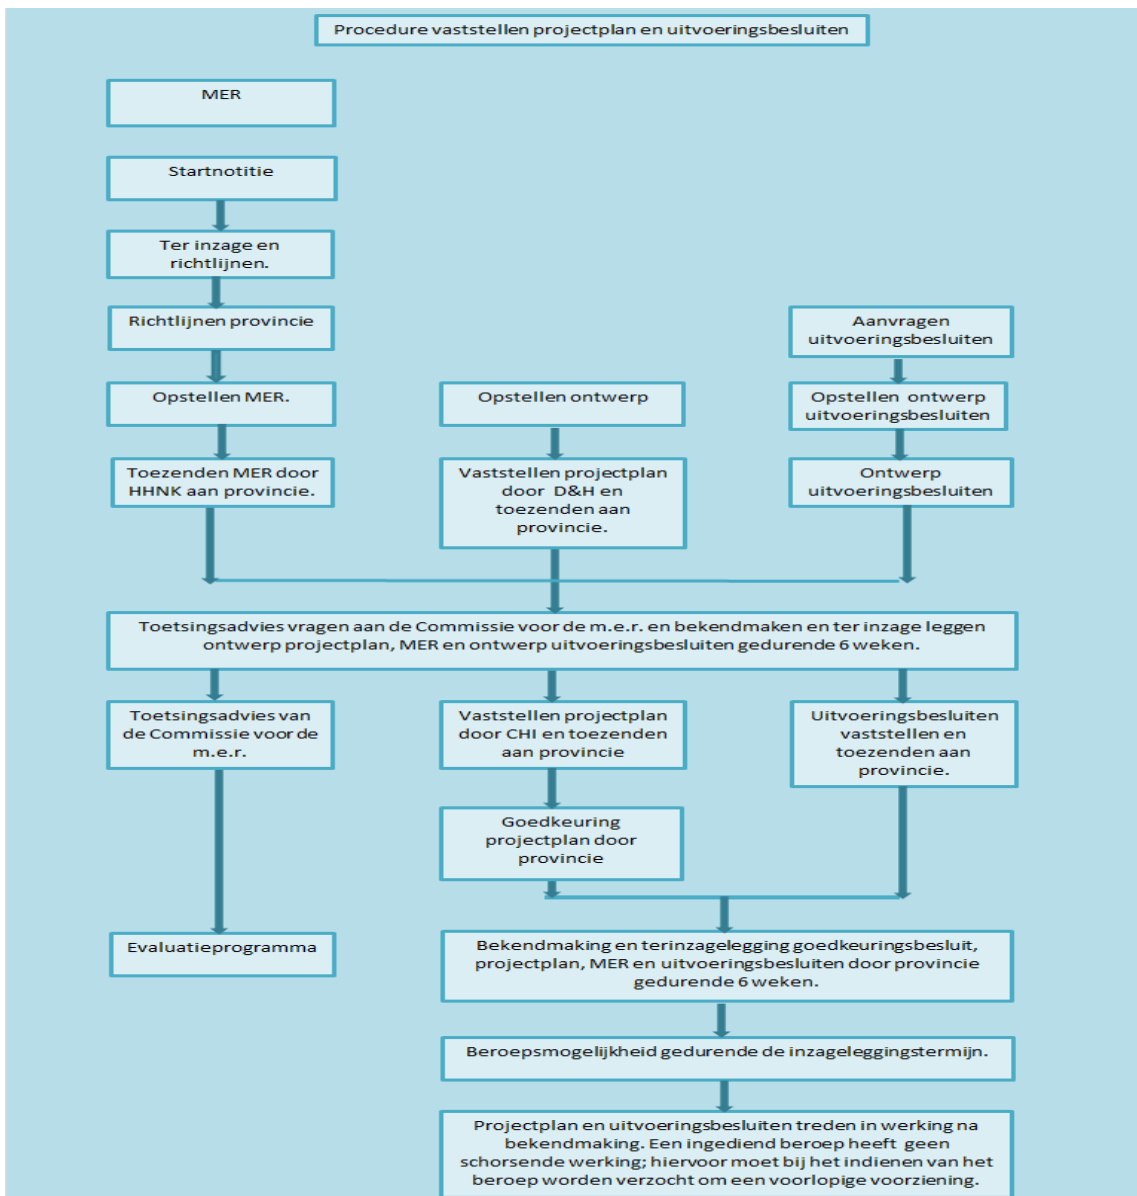 Procedure vaststellen projectplan en uitvoeringsbesluiten
MER
Startnotitie
Ter inzage en
richtlijnen.
Richtlijnen provincie
Aanvragen
uitvoeringsbesluiten
Opstellen MER.
Opstellen ontwerp
Opstellen ontwerp
uitvoeringsbesluiten
Toezenden MER door
HHNK aan provincie.
Vaststellen projectplan
door D&H en
toezenden aan
provincie.
Ontwerp
uitvoeringsbesluiten
Toetsingsadvies vragen aan de Commissie voor de m.e.r. en bekendmaken en ter inzage leggen
ontwerp projectplan, MER en ontwerp uitvoeringsbesluiten gedurende 6 weken.
Toetsingsadvies van
de Commissie voor de
m.e.r.
Vaststellen projectplan
door CHI en toezenden
aan provincie
Uitvoeringsbesluiten
vaststellen en
toezenden aan
provincie.
Goedkeuring
projectplan door
provincie
Evaluatieprogramma
Bekendmaking en terinzagelegging goedkeuringsbesluit,
projectplan, MER en uitvoeringsbesluiten door provincie
gedurende 6 weken.
Beroepsmogelijkheid gedurende de inzageleggingstermijn.
Projectplan en uitvoeringsbesluiten treden in werking na
bekendmaking. Een ingediend beroep heeft geen
schorsende werking; hiervoor moet bij het indienen van het
beroep worden verzocht om een voorlopige voorziening.